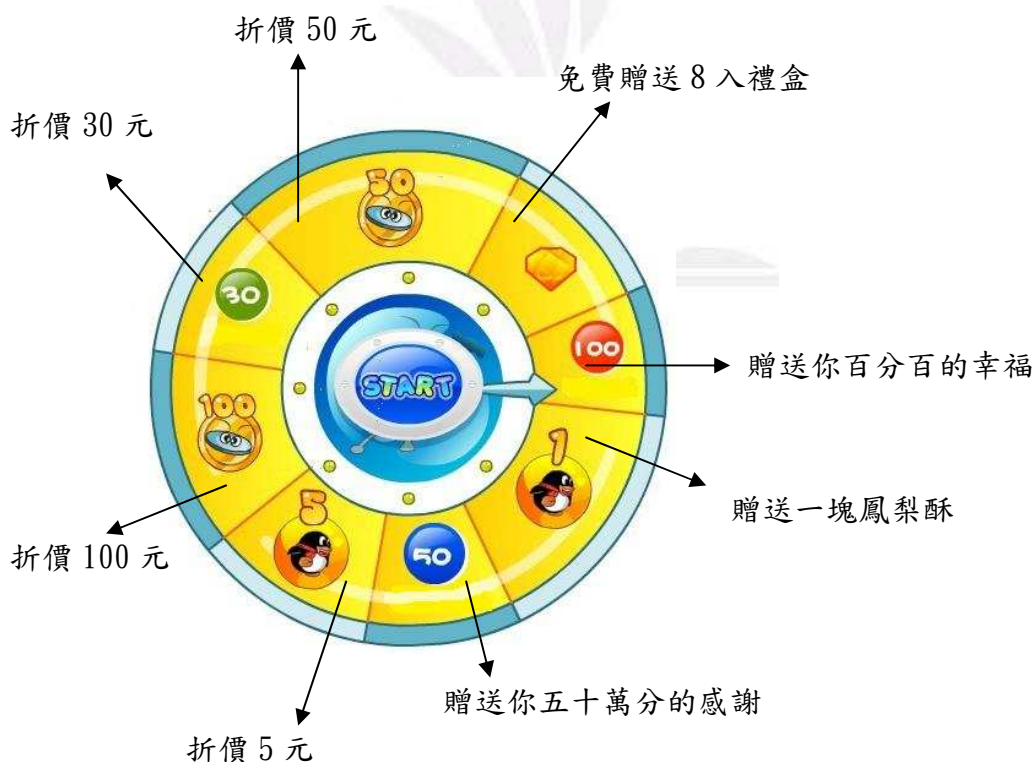 折價 50 元
免費贈送 8 入禮盒
折價 30 元
50
30
100
贈送你百分百的幸福
START
100
1
贈送一塊鳳梨酥
5
50
折價 100 元
贈送你五十萬分的感謝
折價 5 元